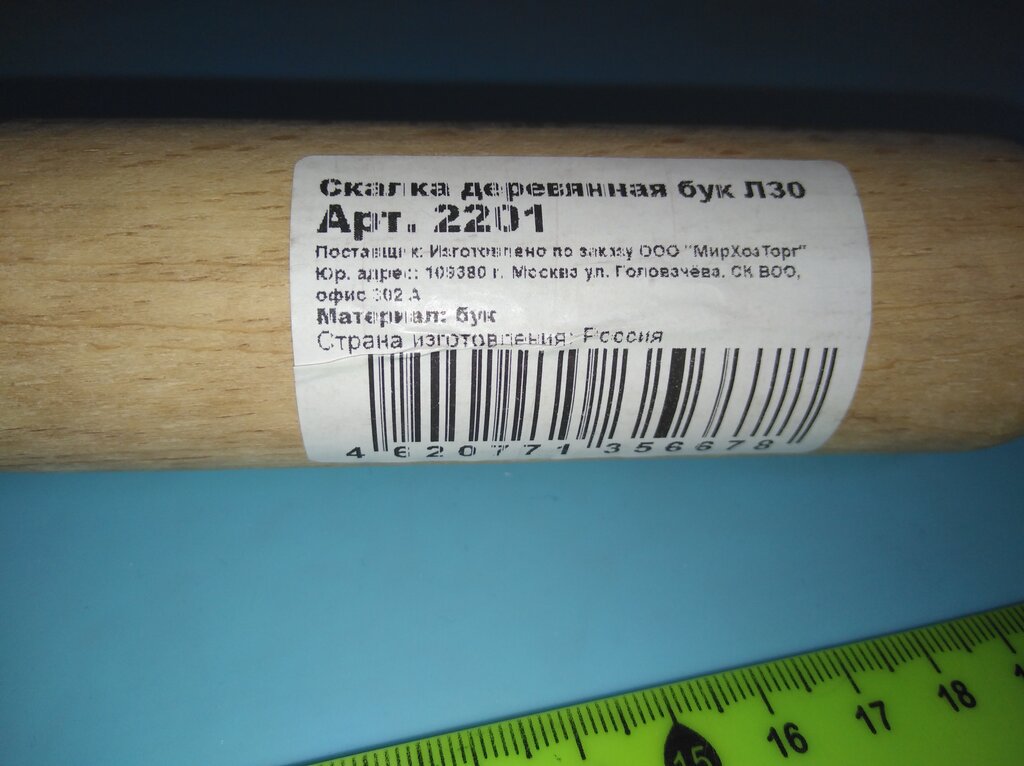 Скалка деревянная бук Л30
Арт. 2201
Поставщик: Изготовлено по заказу ООО "МирХозТорг"
Юр. адрес: 109380 г. Москва ул. Головачёва, СК ВОО,
офис 302 А
Материал: бук
Страна изготовления: Россия
4 620771 356678
15 16 17 18